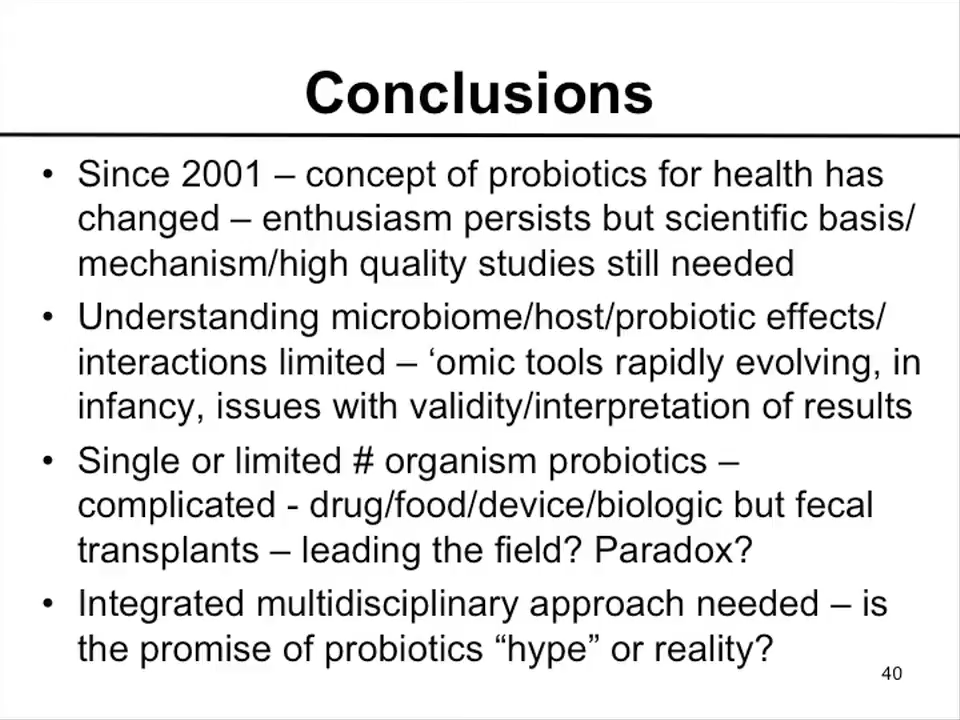 Conclusions
• Since 2001 – concept of probiotics for health has
changed – enthusiasm persists but scientific basis/
mechanism/high quality studies still needed
• Understanding microbiome/host/probiotic effects/
interactions limited – ‘omic tools rapidly evolving, in
infancy, issues with validity/interpretation of results
• Single or limited # organism probiotics –
complicated - drug/food/device/biologic but fecal
transplants – leading the field? Paradox?
• Integrated multidisciplinary approach needed – is
the promise of probiotics “hype” or reality?
40